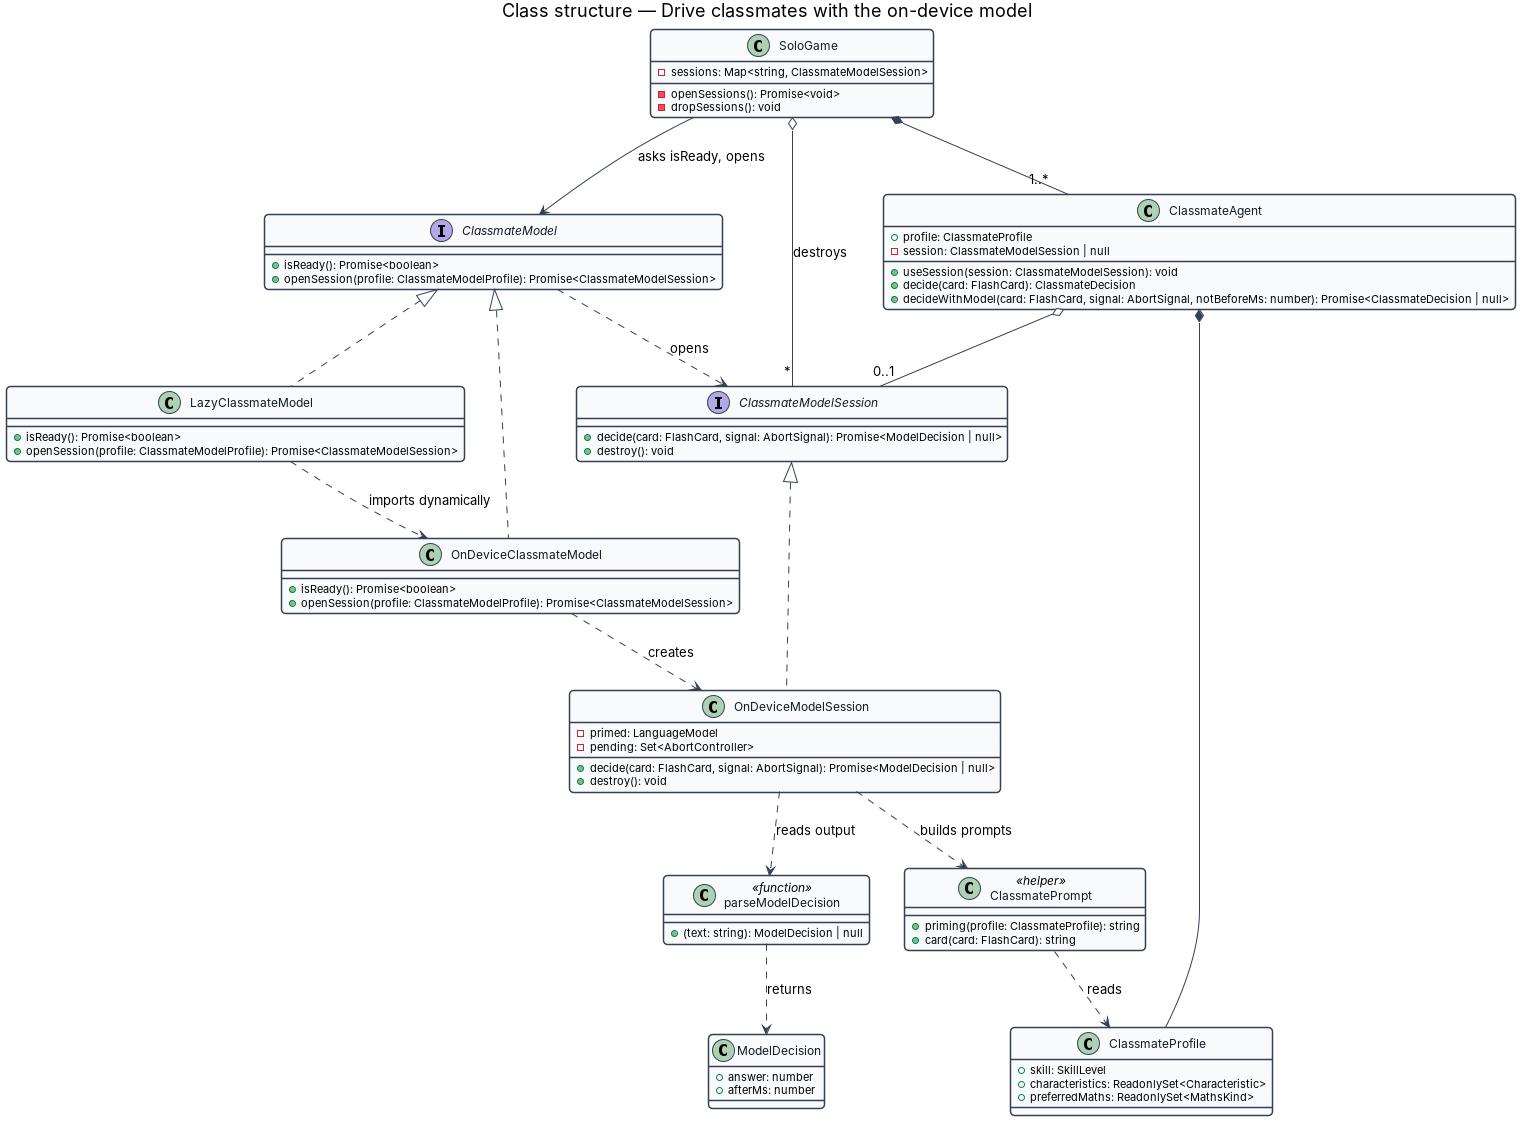 Class structure — Drive classmates with the on-device model
C SoloGame
sessions: Map<string, ClassmateModelSession>
openSessions(): Promise<void>
dropSessions(): void
asks isReady, opens
1..*
I ClassmateModel
isReady(): Promise<boolean>
openSession(profile: ClassmateModelProfile): Promise<ClassmateModelSession>
destroys
C ClassmateAgent
profile: ClassmateProfile
session: ClassmateModelSession | null
useSession(session: ClassmateModelSession): void
decide(card: FlashCard): ClassmateDecision
decideWithModel(card: FlashCard, signal: AbortSignal, notBeforeMs: number): Promise<ClassmateDecision | null>
opens
*
0..1
C LazyClassmateModel
isReady(): Promise<boolean>
openSession(profile: ClassmateModelProfile): Promise<ClassmateModelSession>
I ClassmateModelSession
decide(card: FlashCard, signal: AbortSignal): Promise<ModelDecision | null>
destroy(): void
imports dynamically
C OnDeviceClassmateModel
isReady(): Promise<boolean>
openSession(profile: ClassmateModelProfile): Promise<ClassmateModelSession>
creates
C OnDeviceModelSession
primed: LanguageModel
pending: Set<AbortController>
decide(card: FlashCard, signal: AbortSignal): Promise<ModelDecision | null>
destroy(): void
reads output
builds prompts
C «function»
parseModelDecision
(text: string): ModelDecision | null
C «helper»
ClassmatePrompt
priming(profile: ClassmateProfile): string
card(card: FlashCard): string
returns
reads
C ModelDecision
answer: number
afterMs: number
C ClassmateProfile
skill: SkillLevel
characteristics: ReadonlySet<Characteristic>
preferredMaths: ReadonlySet<MathsKind>